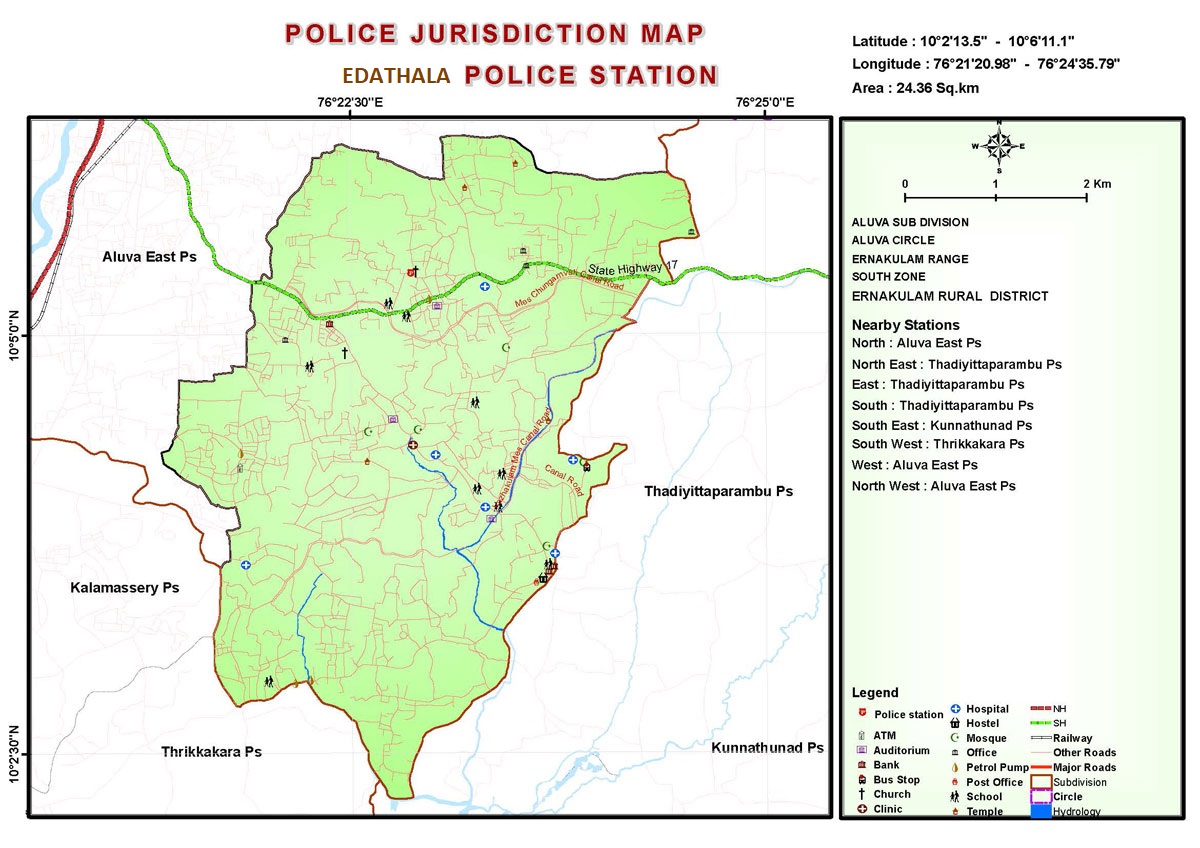 POLICE JURISDICTION MAP
EDATHALA POLICE STATION
Latitude : 10°2'13.5" - 10°6'11.1"
Longitude : 76°21'20.98" - 76°24'35.79"
Area : 24.36 Sq.km
76°22'30"E
76°25'0"E
10°5'0"N
10°2'30"N
Aluva East Ps
State Highway 17
Mes Chungamveli Canal Road
Mes Canal Road
Canal Road
Thadiyittaparambu Ps
Kalamassery Ps
Thrikkakara Ps
Kunnathunad Ps
N
W E
S
0 1 2 Km
ALUVA SUB DIVISION
ALUVA CIRCLE
ERNAKULAM RANGE
SOUTH ZONE
ERNAKULAM RURAL DISTRICT
Nearby Stations
North : Aluva East Ps
North East : Thadiyittaparambu Ps
East : Thadiyittaparambu Ps
South : Thadiyittaparambu Ps
South East : Kunnathunad Ps
South West : Thrikkakara Ps
West : Aluva East Ps
North West : Aluva East Ps
Legend
Police station
ATM
Auditorium
Bank
Bus Stop
Church
Clinic
Hospital
Hostel
Mosque
Office
Petrol Pump
Post Office
School
Temple
NH
SH
Railway
Other Roads
Major Roads
Subdivision
Circle
Hydrology